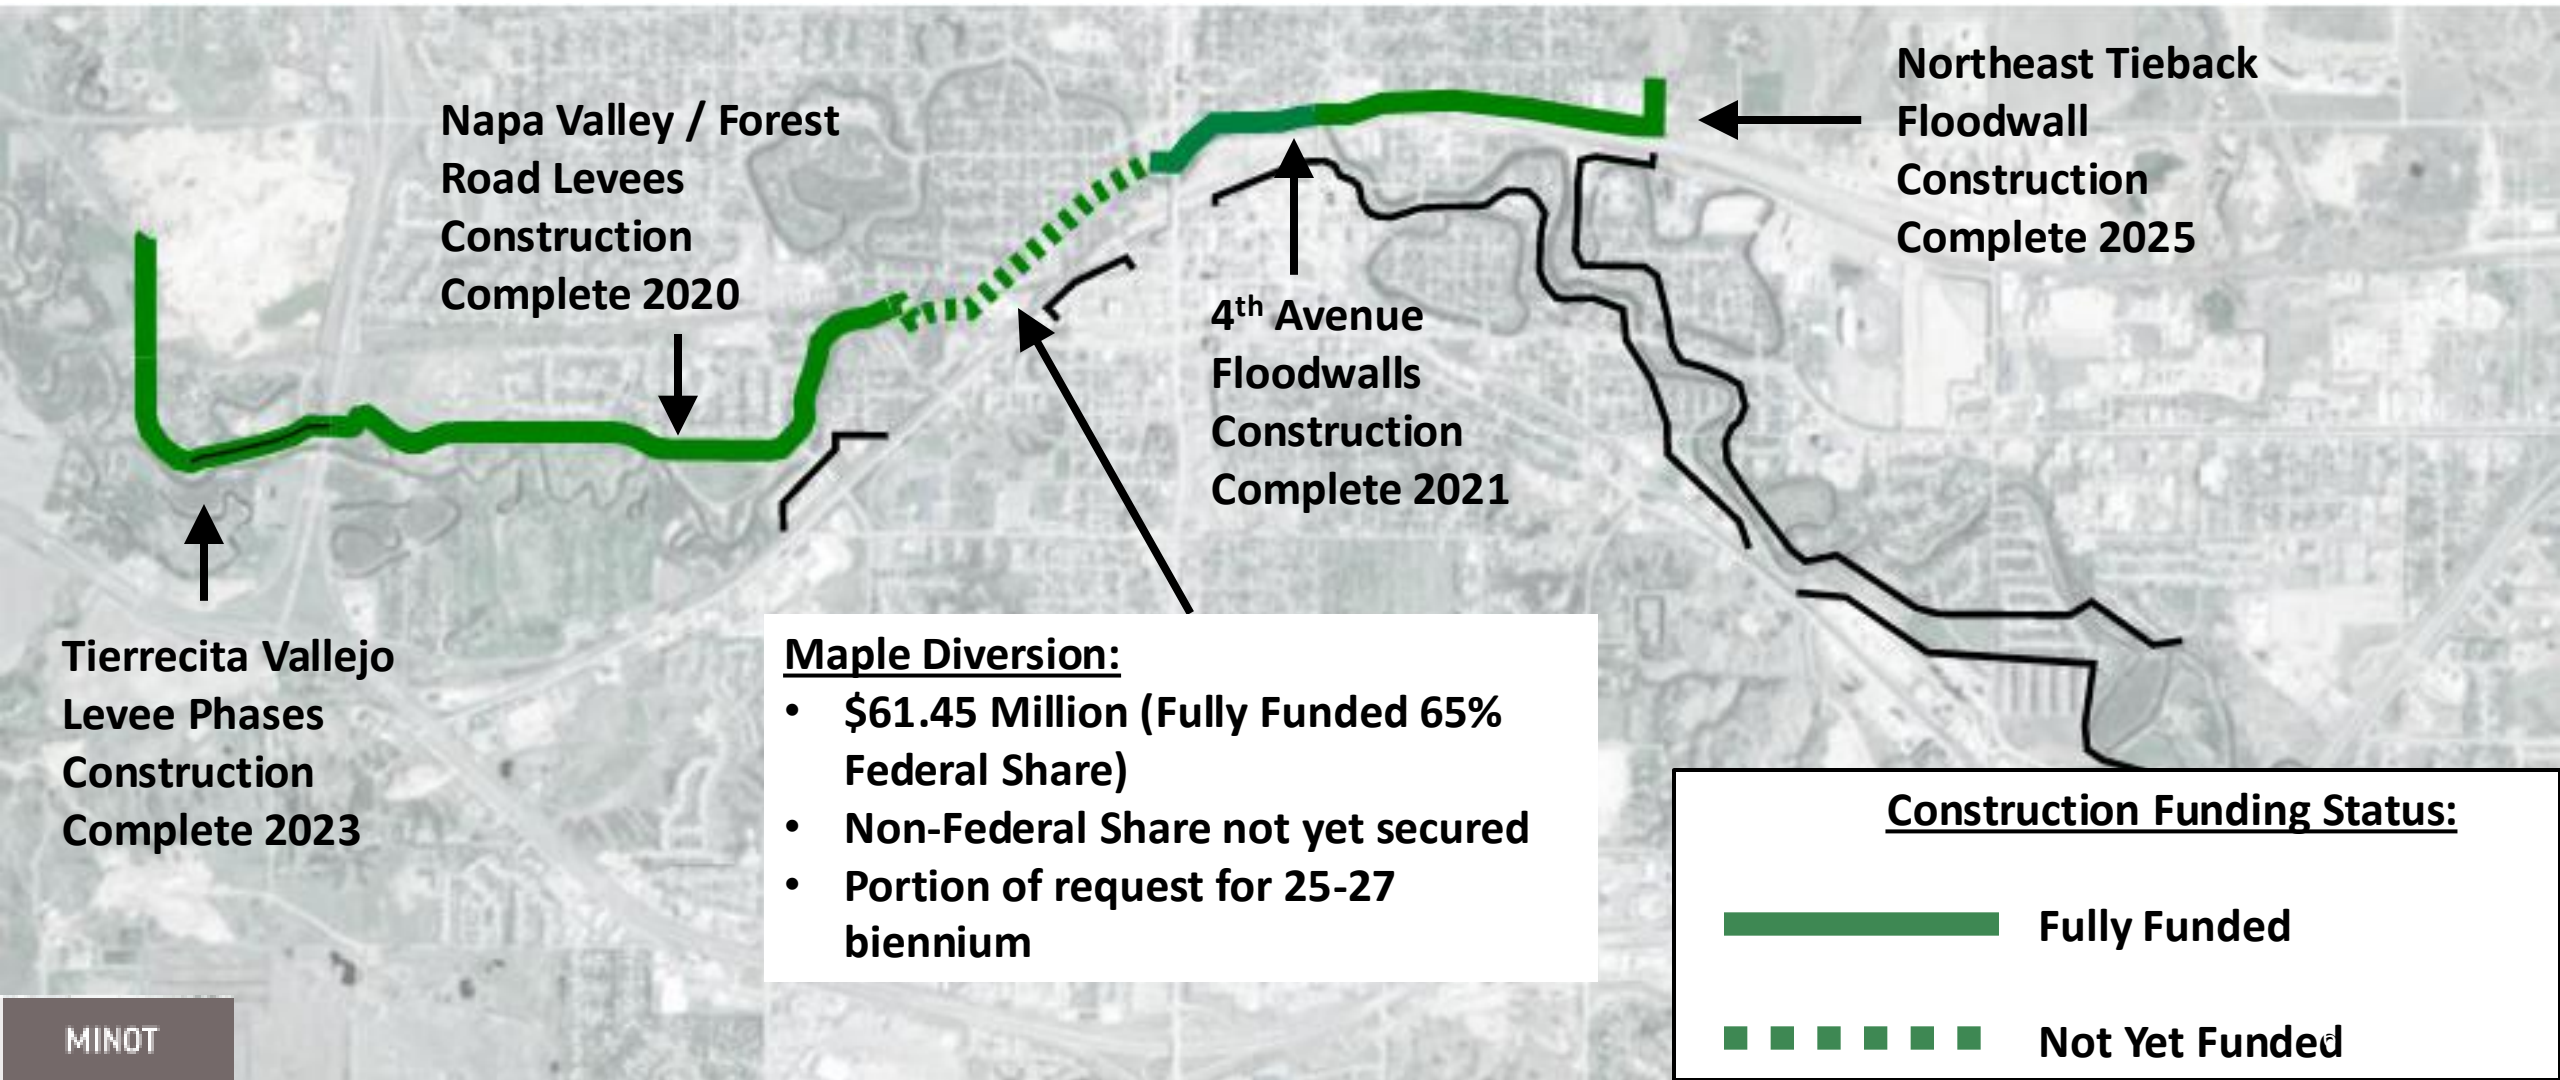 Napa Valley / Forest
Road Levees
Construction
Complete 2020
Northeast Tieback
Floodwall
Construction
Complete 2025
4th Avenue
Floodwalls
Construction
Complete 2021
Tierrecita Vallejo
Levee Phases
Construction
Complete 2023
Maple Diversion:
• $61.45 Million (Fully Funded 65%
Federal Share)
• Non-Federal Share not yet secured
• Portion of request for 25-27
biennium
Construction Funding Status:
Fully Funded
Not Yet Funded
MINOT